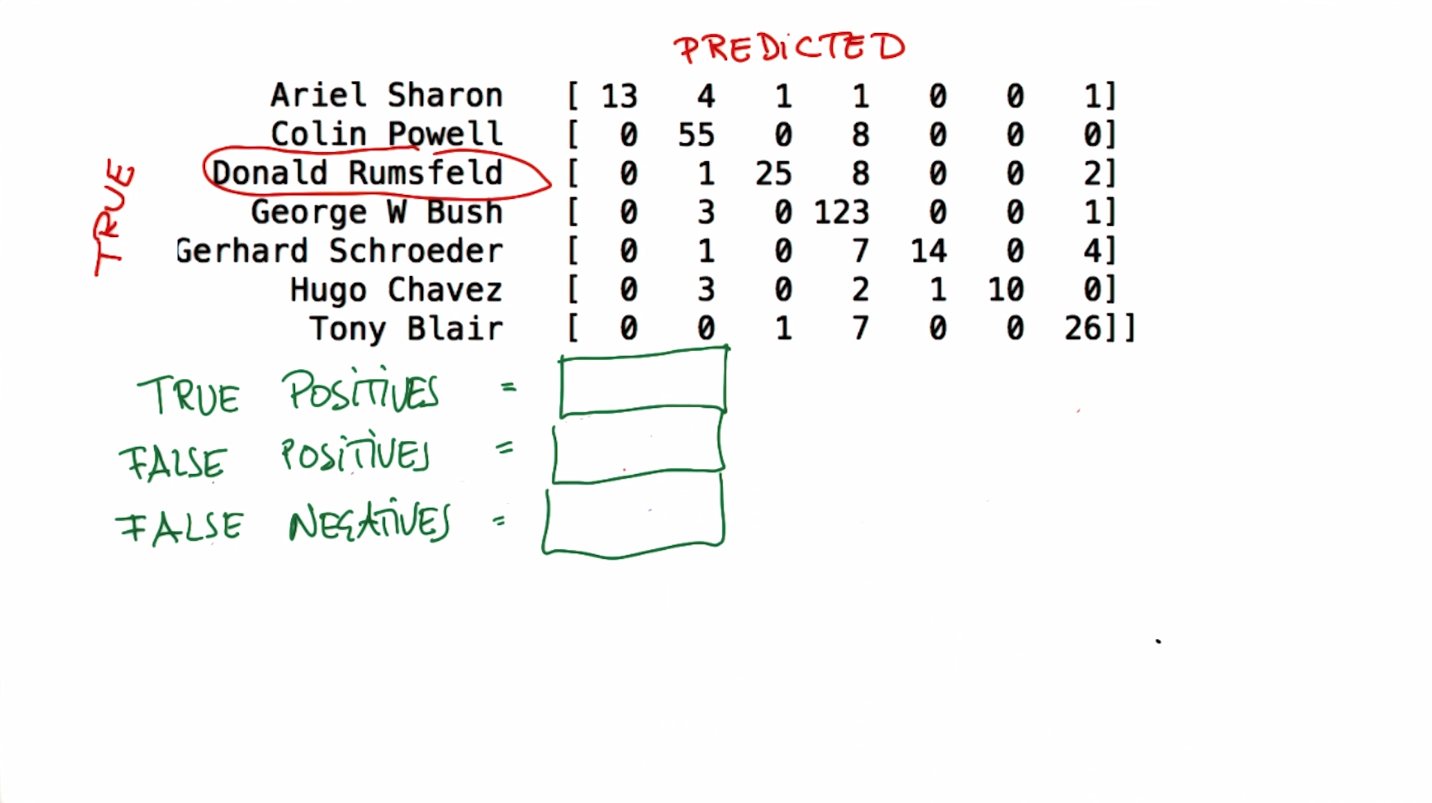 PREDiCTED
TRUE
Ariel Sharon [ 13 4 1 1 0 0 1]
Colin Powell [ 0 55 0 8 0 0 0]
Donald Rumsfeld [ 0 1 25 8 0 0 2]
George W Bush [ 0 3 0 123 0 0 1]
Gerhard Schroeder [ 0 1 0 7 14 0 4]
Hugo Chavez [ 0 3 0 2 1 10 0]
Tony Blair [ 0 0 1 7 0 0 26]]
TRUE POSiTiVES =
FALSE POSiTiVES =
FALSE NEGATiVES =